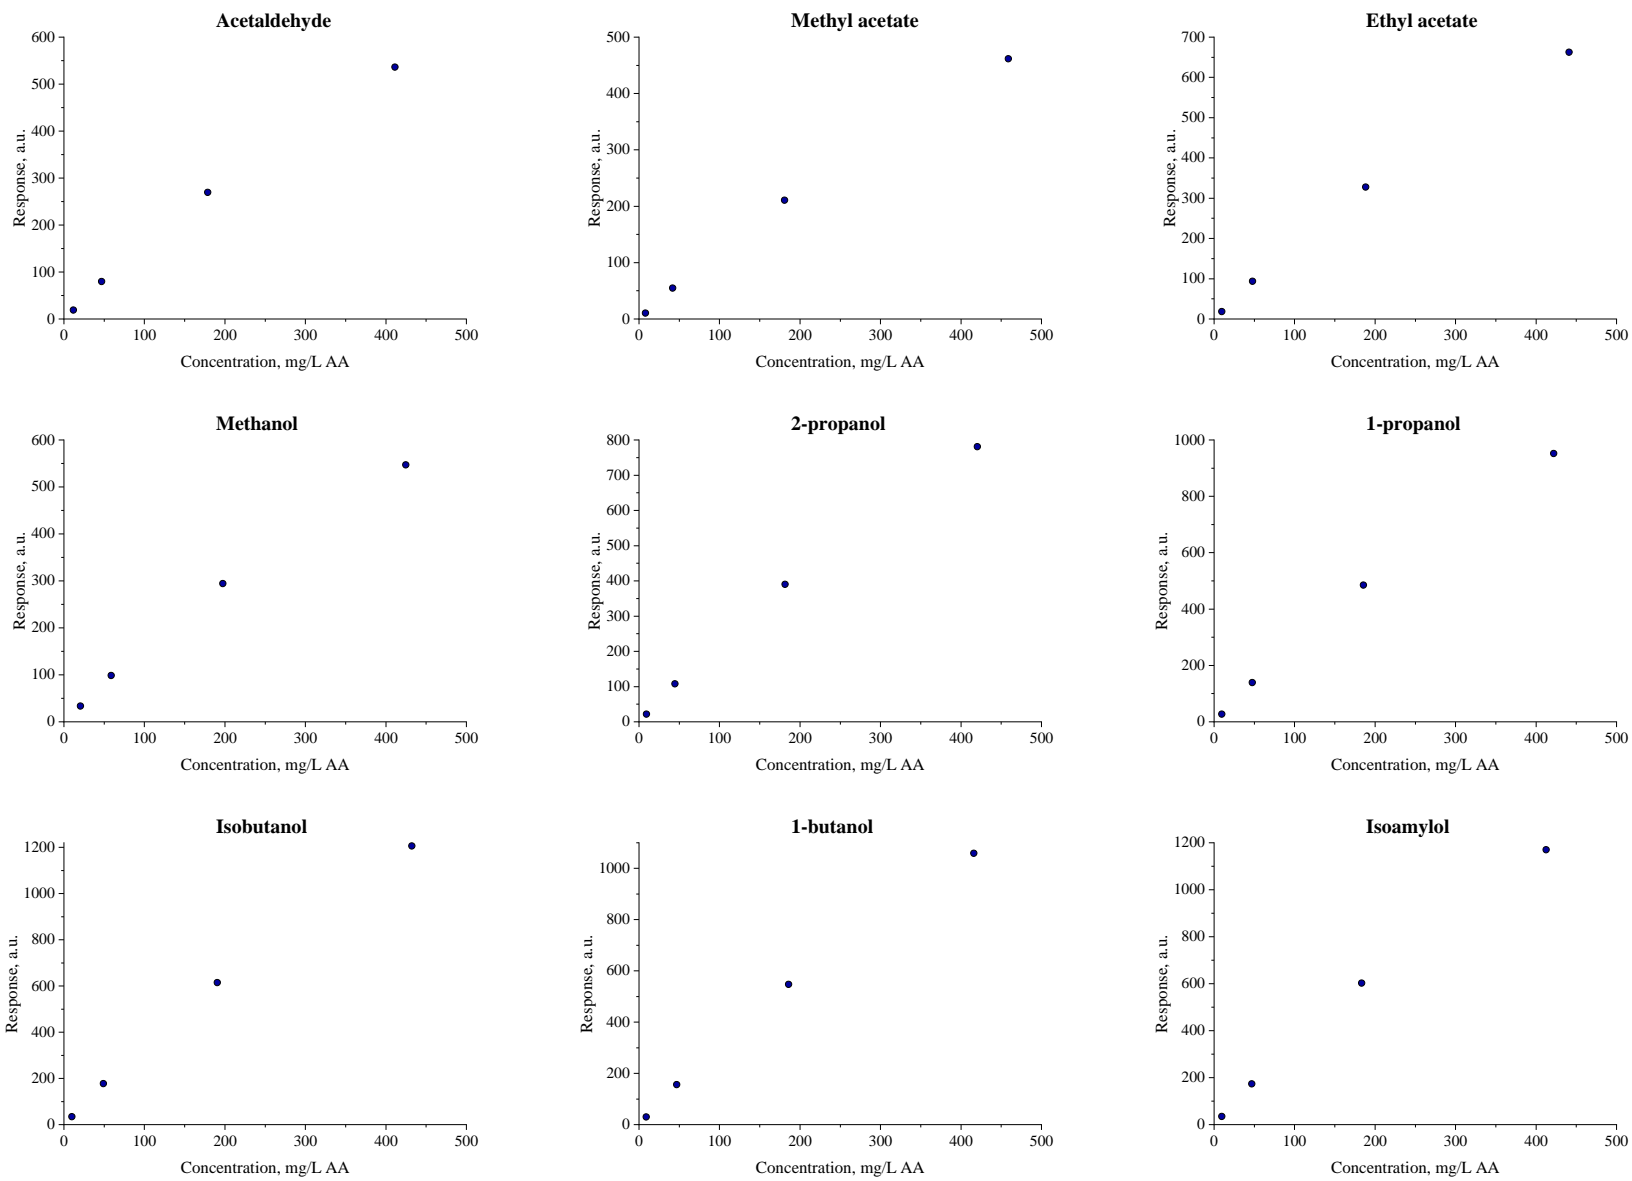 Acetaldehyde
600
500
400
300
200
100
0
Response, a.u.
0 100 200 300 400 500
Concentration, mg/L AA
Methyl acetate
500
400
300
200
100
0
Response, a.u.
0 100 200 300 400 500
Concentration, mg/L AA
Ethyl acetate
700
600
500
400
300
200
100
0
Response, a.u.
0 100 200 300 400 500
Concentration, mg/L AA
Methanol
600
500
400
300
200
100
0
Response, a.u.
0 100 200 300 400 500
Concentration, mg/L AA
2-propanol
800
700
600
500
400
300
200
100
0
Response, a.u.
0 100 200 300 400 500
Concentration, mg/L AA
1-propanol
1000
800
600
400
200
0
Response, a.u.
0 100 200 300 400 500
Concentration, mg/L AA
Isobutanol
1200
1000
800
600
400
200
0
Response, a.u.
0 100 200 300 400 500
Concentration, mg/L AA
1-butanol
1000
800
600
400
200
0
Response, a.u.
0 100 200 300 400 500
Concentration, mg/L AA
Isoamylol
1200
1000
800
600
400
200
0
Response, a.u.
0 100 200 300 400 500
Concentration, mg/L AA